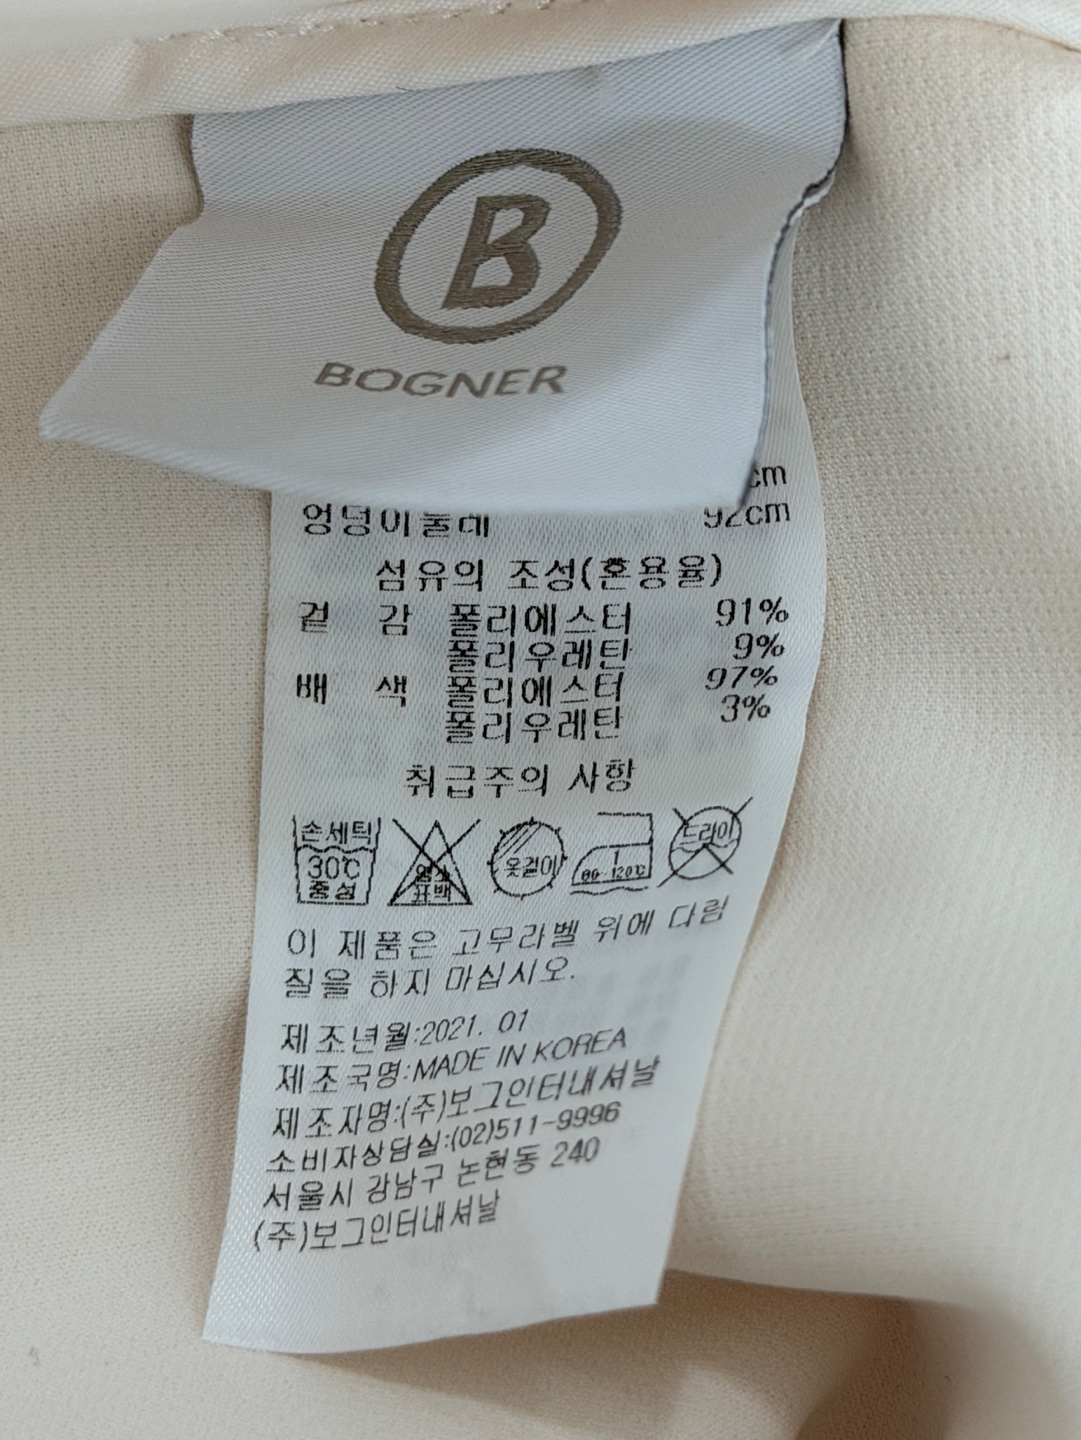 B
BOGNER
cm
엉덩이둘레 92cm
섬유의 조성(혼용율)
겉 감 폴리에스터 91%
폴리우레탄 9%
배 색 폴리에스터 97%
폴리우레탄 3%
취급주의 사항
손세탁 30℃ 중성
염소 표백
옷걸이
80-120℃
드라이
이 제품은 고무라벨 위에 다림
질을 하지 마십시오.
제조년월:2021. 01
제조국명:MADE IN KOREA
제조자명:(주)보그인터내셔날
소비자상담실:(02)511-9996
서울시 강남구 논현동 240
(주)보그인터내셔날